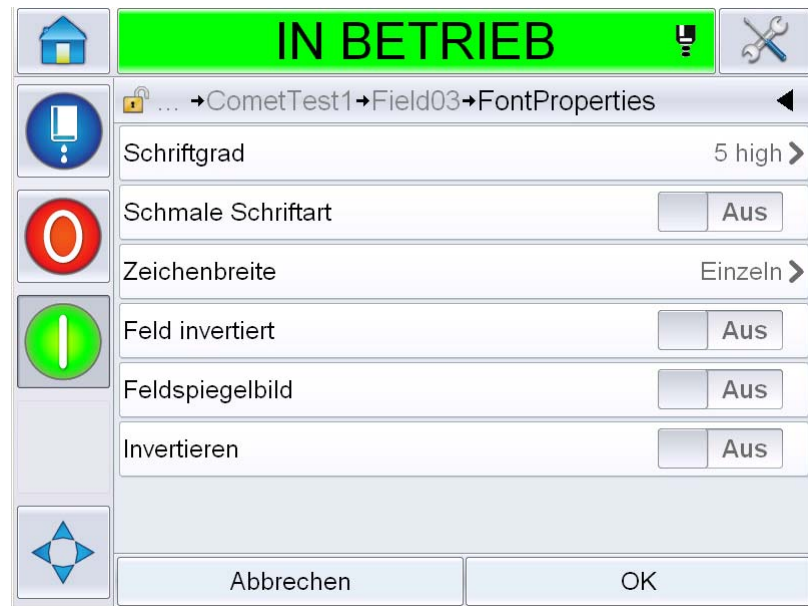 IN BETRIEB
... →CometTest1→Field03→FontProperties
Schriftgrad 5 high
Schmale Schriftart Aus
Zeichenbreite Einzeln
Feld invertiert Aus
Feldspiegelbild Aus
Invertieren Aus
Abbrechen OK